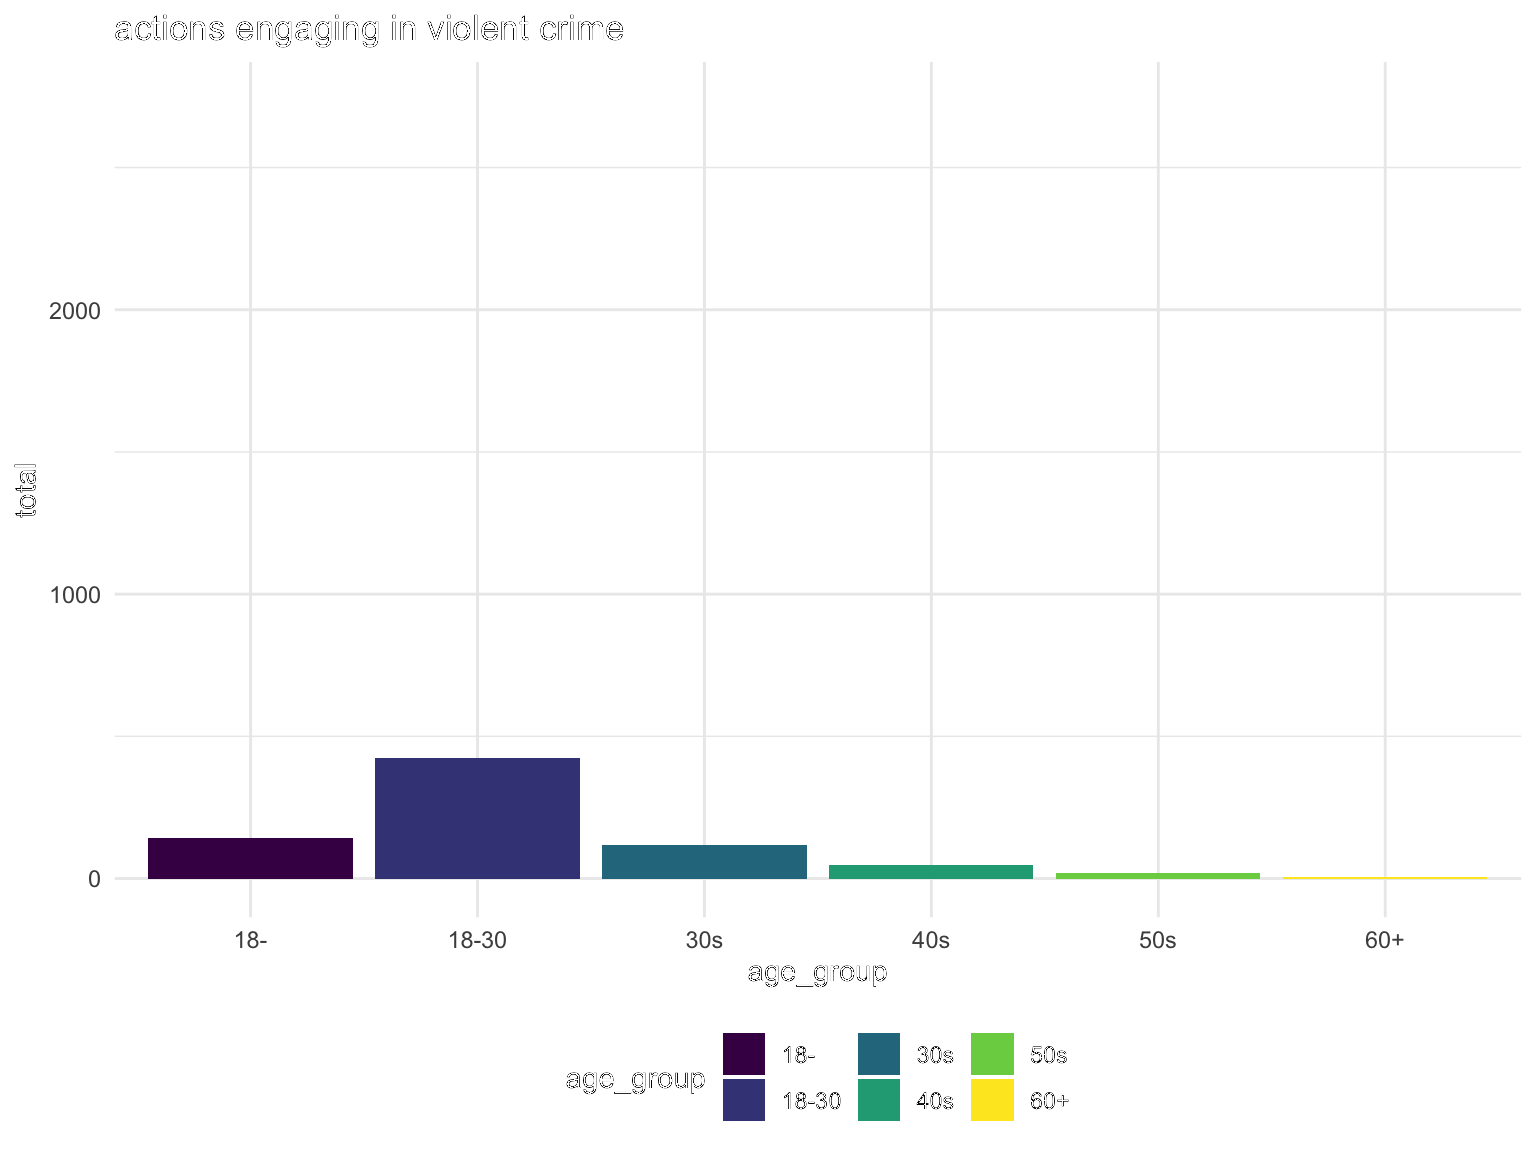 actions engaging in violent crime
2000
1000
0
total
18-
18-30
30s
40s
50s
60+
age_group
age_group
18-
30s
50s
18-30
40s
60+